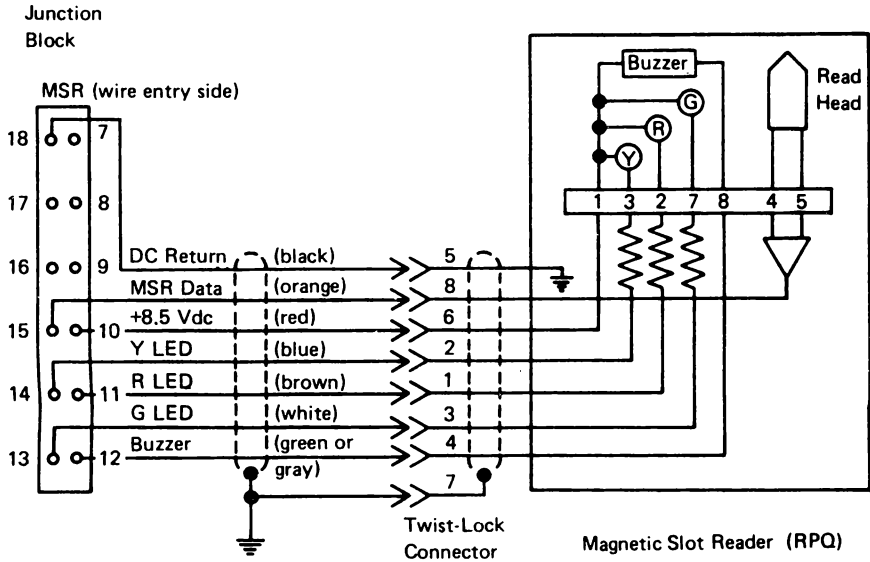 Junction
Block
MSR (wire entry side)
18 7
17 8
16 9
15 10
14 11
13 12
DC Return (black) 5
MSR Data (orange) 8
+8.5 Vdc (red) 6
Y LED (blue) 2
R LED (brown) 1
G LED (white) 3
Buzzer (green or 4
gray) 7
Twist-Lock
Connector
Buzzer
Read
Head
G
R
Y
1 3 2 7 8 4 5
Magnetic Slot Reader (RPQ)